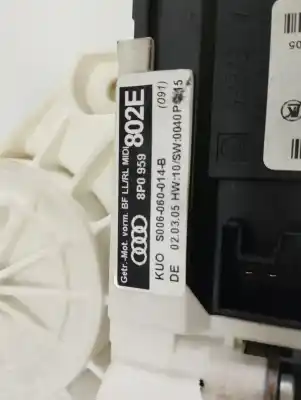 Getr.-Mot. vorm. BF LL/RL MIDI
8P0 959 802E
(091)
KUO S006-060-014-B
DE 02.03.05 HW:10/SW:0040